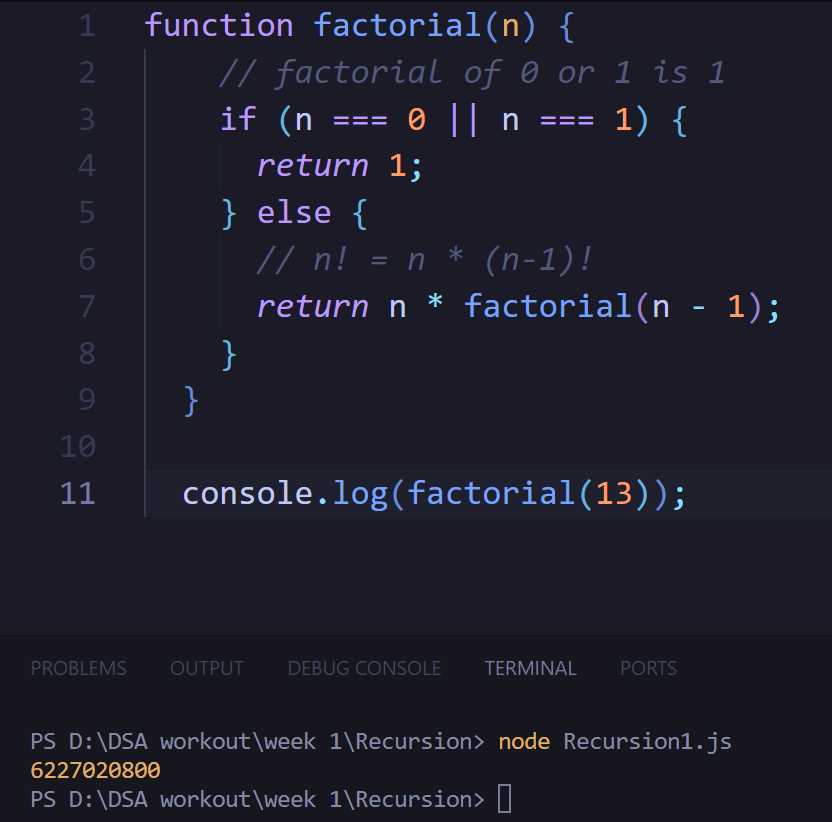 1 function factorial(n) {
2 // factorial of 0 or 1 is 1
3 if (n === 0 || n === 1) {
4 return 1;
5 } else {
6 // n! = n * (n-1)!
7 return n * factorial(n - 1);
8 }
9 }
10
11 console.log(factorial(13));
PROBLEMS OUTPUT DEBUG CONSOLE TERMINAL PORTS
PS D:\DSA workout\week 1\Recursion> node Recursion1.js
6227020800
PS D:\DSA workout\week 1\Recursion>